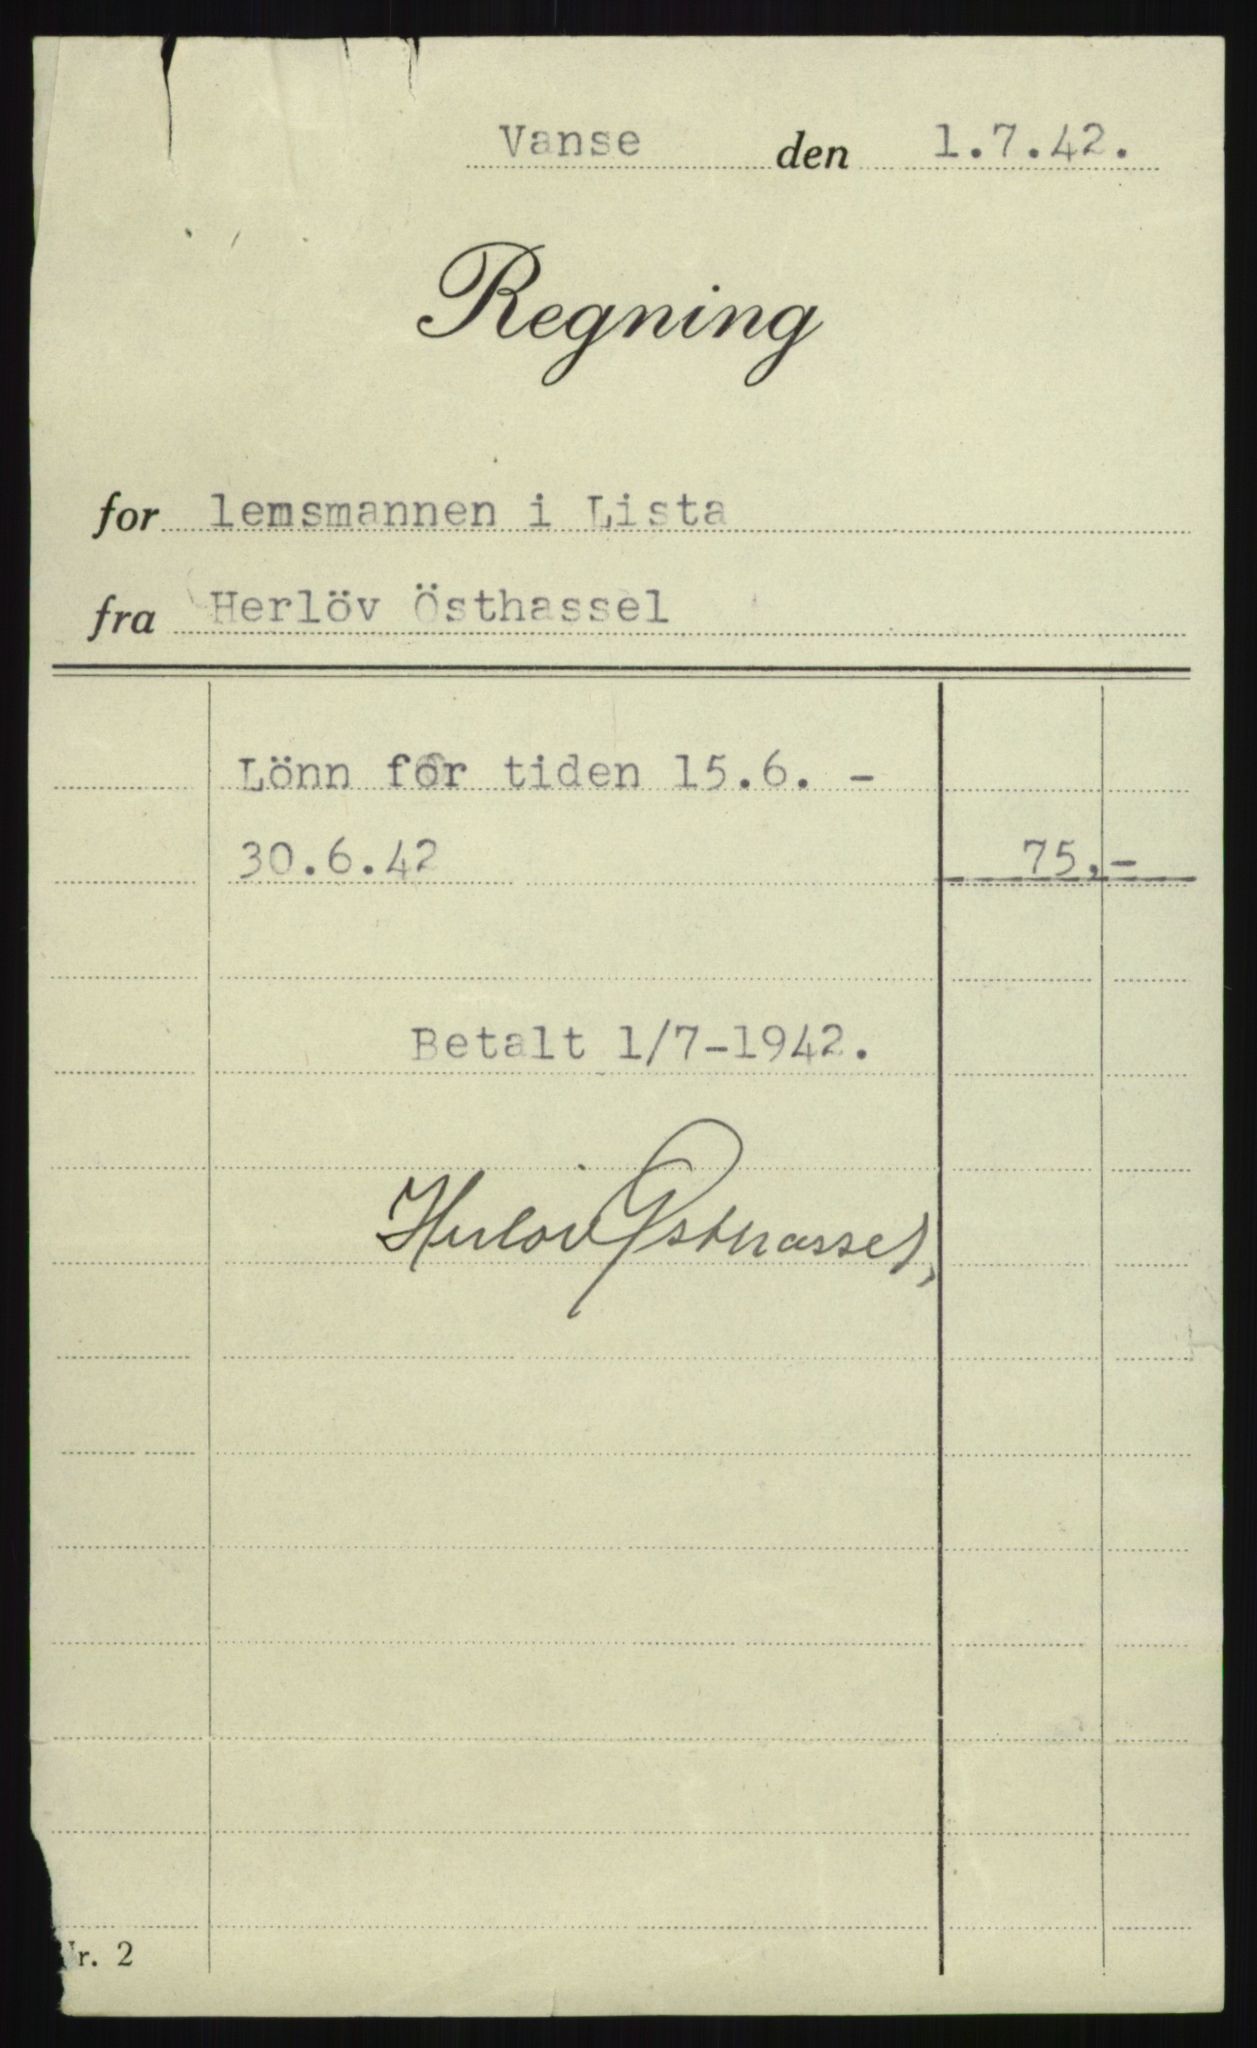 Vanse den 1.7.42.
Regning
for lemsmannen i Lista
fra Herlöv Östhassel
Lönn for tiden 15.6. -
30.6.42 75,-
Betalt 1/7-1942.
Herlöv Østhassel,
Nr. 2